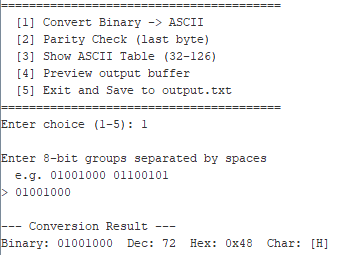 ========================================
[1] Convert Binary -> ASCII
[2] Parity Check (last byte)
[3] Show ASCII Table (32-126)
[4] Preview output buffer
[5] Exit and Save to output.txt
========================================
Enter choice (1-5): 1
Enter 8-bit groups separated by spaces
e.g. 01001000 01100101
> 01001000
--- Conversion Result ---
Binary: 01001000  Dec: 72  Hex: 0x48  Char: [H]